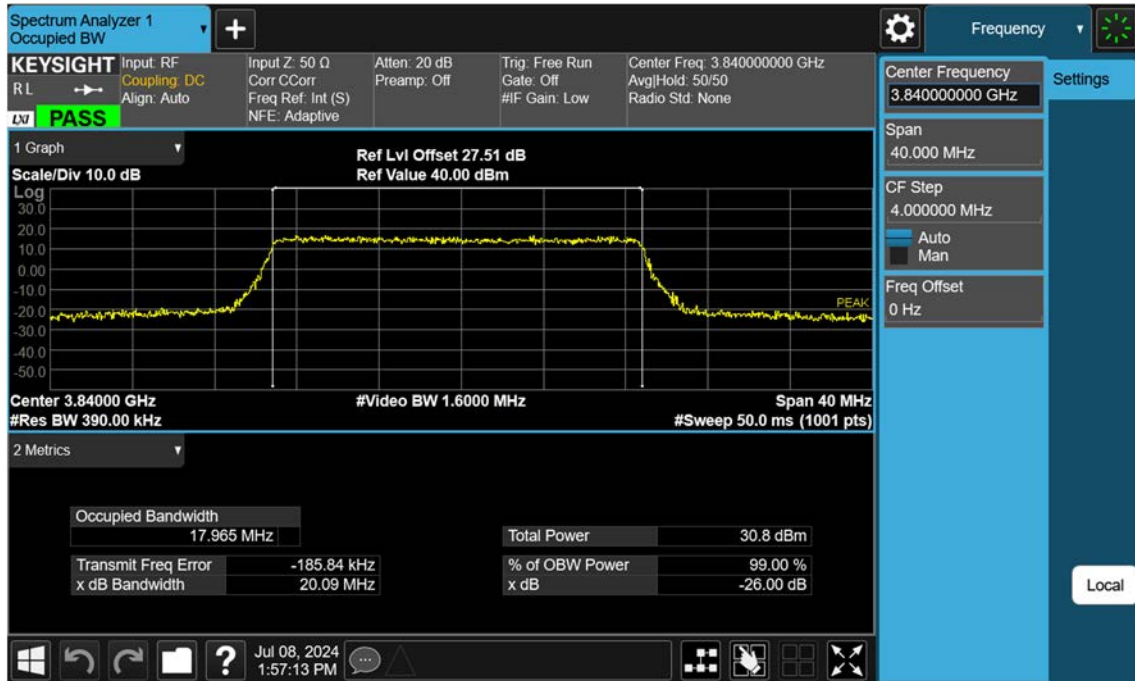 Spectrum Analyzer 1
Occupied BW
+
Frequency
KEYSIGHT
R L
LXI
PASS
Input: RF
Coupling: DC
Align: Auto
Input Z: 50 Ω
Corr CCorr
Freq Ref: Int (S)
NFE: Adaptive
Atten: 20 dB
Preamp: Off
Trig: Free Run
Gate: Off
#IF Gain: Low
Center Freq: 3.840000000 GHz
Avg|Hold: 50/50
Radio Std: None
Center Frequency
3.840000000 GHz
Settings
Span
40.000 MHz
CF Step
4.000000 MHz
Auto
Man
Freq Offset
0 Hz
Local
1 Graph
Scale/Div 10.0 dB
Ref Lvl Offset 27.51 dB
Ref Value 40.00 dBm
Log
30.0
20.0
10.0
0.00
-10.0
-20.0
-30.0
-40.0
-50.0
PEAK
Center 3.84000 GHz
#Video BW 1.6000 MHz
Span 40 MHz
#Res BW 390.00 kHz
#Sweep 50.0 ms (1001 pts)
2 Metrics
Occupied Bandwidth
17.965 MHz
Total Power 30.8 dBm
Transmit Freq Error -185.84 kHz
% of OBW Power 99.00 %
x dB Bandwidth 20.09 MHz
x dB -26.00 dB
?
Jul 08, 2024
1:57:13 PM